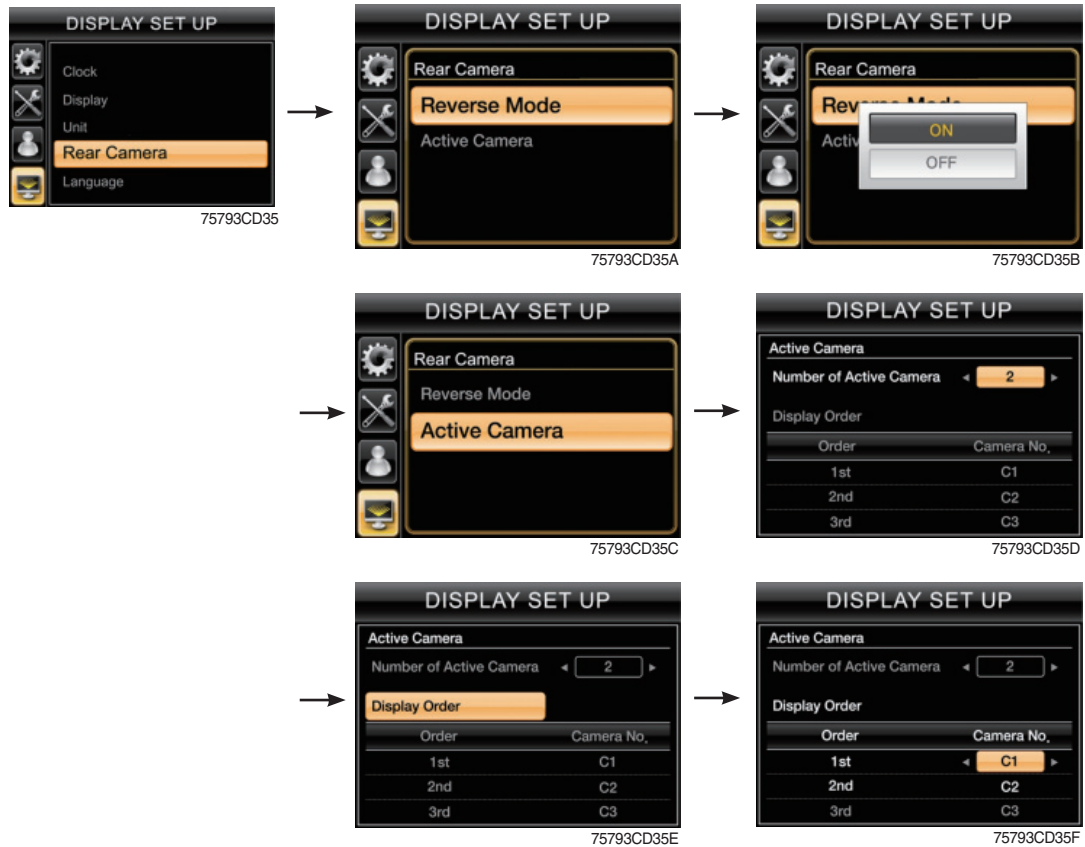 DISPLAY SET UP
Clock
Display
Unit
Rear Camera
Language
75793CD35
DISPLAY SET UP
Rear Camera
Reverse Mode
Active Camera
75793CD35A
DISPLAY SET UP
Rear Camera
Rev
Activ
ON
OFF
75793CD35B
DISPLAY SET UP
Rear Camera
Reverse Mode
Active Camera
75793CD35C
DISPLAY SET UP
Active Camera
Number of Active Camera ◄ 2 ►
Display Order
Order Camera No.
1st C1
2nd C2
3rd C3
75793CD35D
DISPLAY SET UP
Active Camera
Number of Active Camera ◄ 2 ►
Display Order
Order Camera No.
1st C1
2nd C2
3rd C3
75793CD35E
DISPLAY SET UP
Active Camera
Number of Active Camera ◄ 2 ►
Display Order
Order Camera No.
1st ◄ C1 ►
2nd C2
3rd C3
75793CD35F